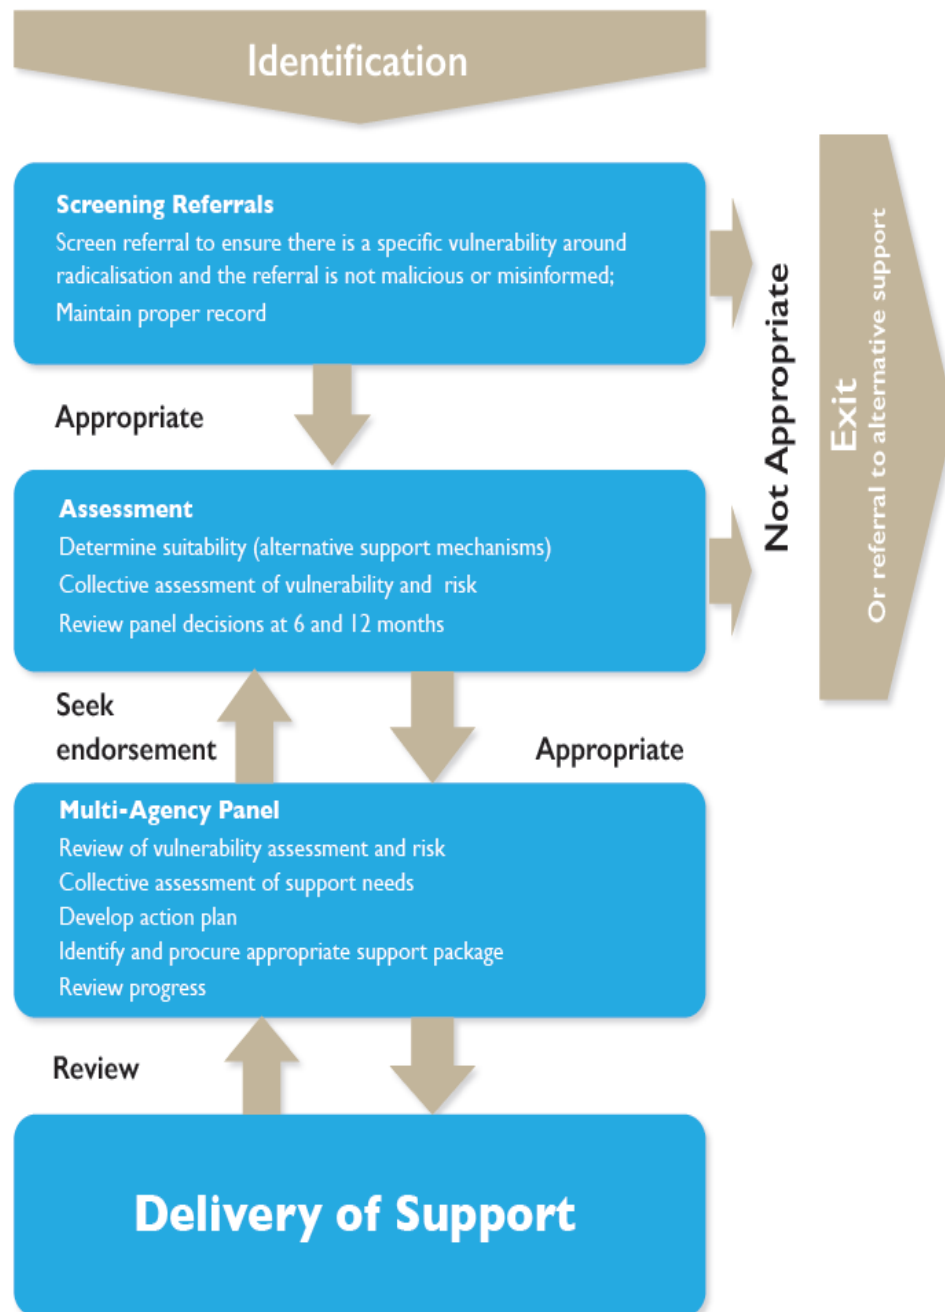 Identification
Screening Referrals
Screen referral to ensure there is a specific vulnerability around
radicalisation and the referral is not malicious or misinformed;
Maintain proper record
Appropriate
Not Appropriate
Exit
Or referral to alternative support
Assessment
Determine suitability (alternative support mechanisms)
Collective assessment of vulnerability and risk
Review panel decisions at 6 and 12 months
Seek
endorsement
Appropriate
Multi-Agency Panel
Review of vulnerability assessment and risk
Collective assessment of support needs
Develop action plan
Identify and procure appropriate support package
Review progress
Review
Delivery of Support